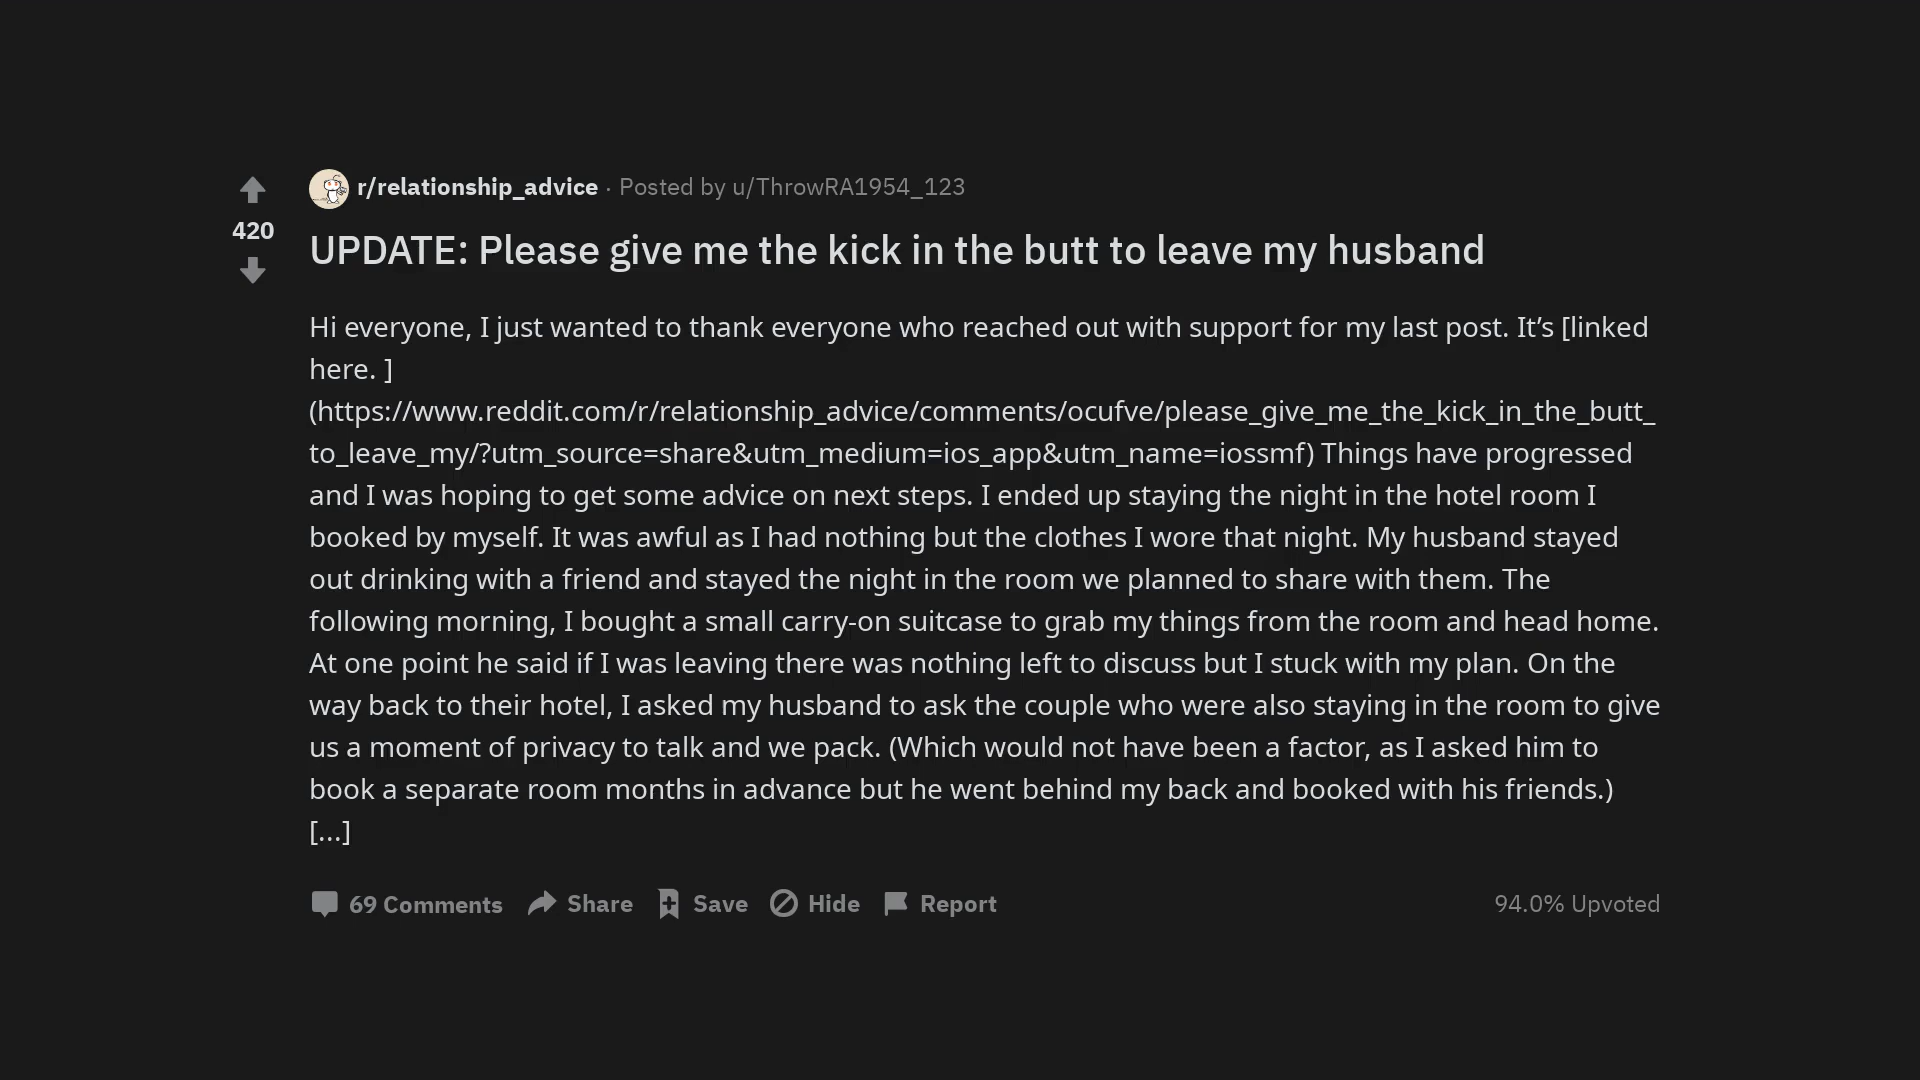 r/relationship_advice · Posted by u/ThrowRA1954_123
420
UPDATE: Please give me the kick in the butt to leave my husband
Hi everyone, I just wanted to thank everyone who reached out with support for my last post. It’s [linked
here. ]
(https://www.reddit.com/r/relationship_advice/comments/ocufve/please_give_me_the_kick_in_the_butt_
to_leave_my/?utm_source=share&utm_medium=ios_app&utm_name=iossmf) Things have progressed
and I was hoping to get some advice on next steps. I ended up staying the night in the hotel room I
booked by myself. It was awful as I had nothing but the clothes I wore that night. My husband stayed
out drinking with a friend and stayed the night in the room we planned to share with them. The
following morning, I bought a small carry-on suitcase to grab my things from the room and head home.
At one point he said if I was leaving there was nothing left to discuss but I stuck with my plan. On the
way back to their hotel, I asked my husband to ask the couple who were also staying in the room to give
us a moment of privacy to talk and we pack. (Which would not have been a factor, as I asked him to
book a separate room months in advance but he went behind my back and booked with his friends.)
[...]
69 Comments Share Save Hide Report 94.0% Upvoted